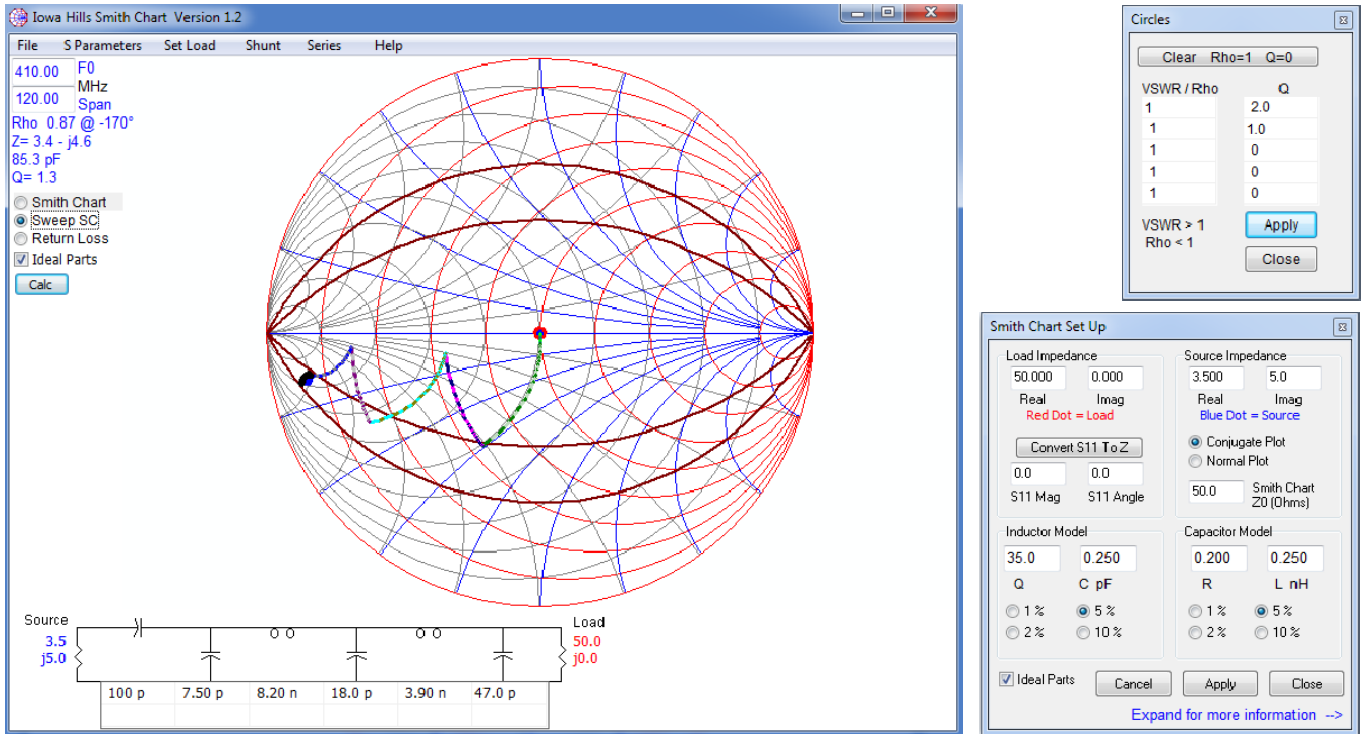 Iowa Hills Smith Chart Version 1.2
File S Parameters Set Load Shunt Series Help
410.00 F0
MHz
120.00 Span
Rho 0.87 @ -170°
Z= 3.4 - j4.6
85.3 pF
Q= 1.3
Smith Chart
Sweep SC
Return Loss
Ideal Parts
Calc
Source
3.5
j5.0
Load
50.0
j0.0
100 p 7.50 p 8.20 n 18.0 p 3.90 n 47.0 p
Circles
Clear Rho=1 Q=0
VSWR / Rho Q
1 2.0
1 1.0
1 0
1 0
1 0
VSWR > 1
Rho < 1
Apply
Close
Smith Chart Set Up
Load Impedance
50.000 0.000
Real Imag
Red Dot = Load
Convert S11 To Z
0.0 0.0
S11 Mag S11 Angle
Source Impedance
3.500 5.0
Real Imag
Blue Dot = Source
Conjugate Plot
Normal Plot
50.0 Smith Chart
Z0 (Ohms)
Inductor Model
35.0 0.250
Q C pF
1 % 5 %
2 % 10 %
Capacitor Model
0.200 0.250
R L nH
1 % 5 %
2 % 10 %
Ideal Parts Cancel Apply Close
Expand for more information -->